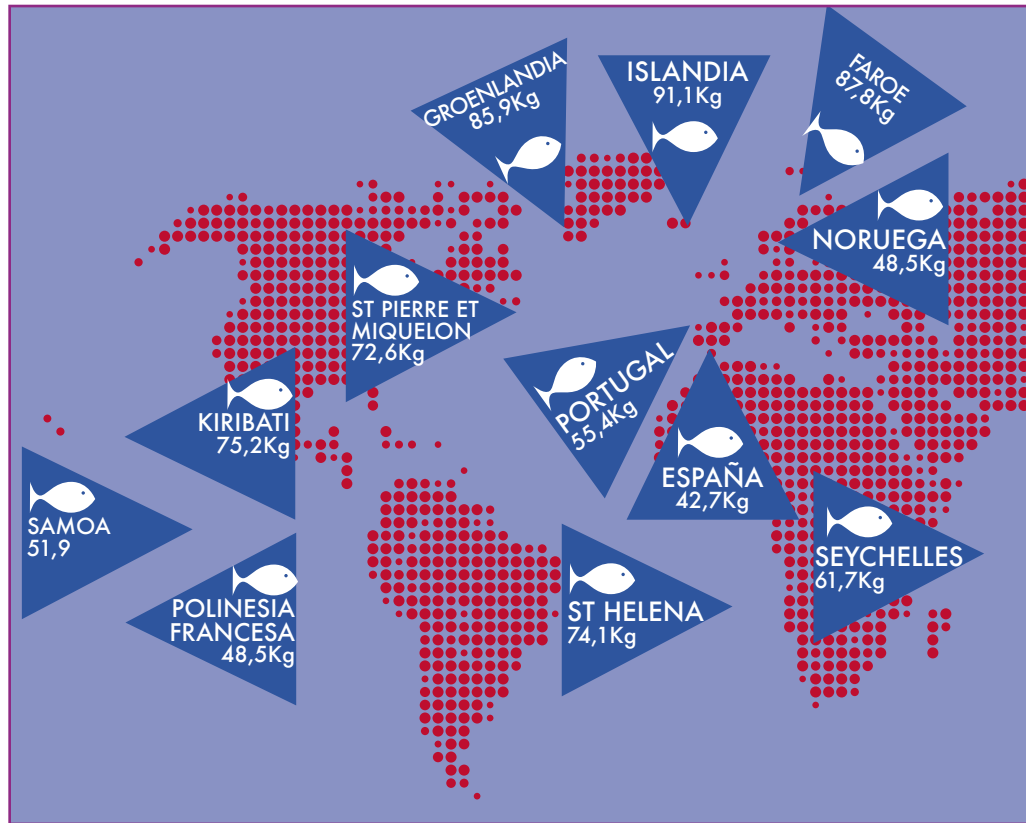 GROENLANDIA
85,9Kg
ISLANDIA
91,1Kg
FAROE
87,8Kg
NORUEGA
48,5Kg
ST PIERRE ET
MIQUELON
72,6Kg
PORTUGAL
55,4Kg
KIRIBATI
75,2Kg
ESPAÑA
42,7Kg
SAMOA
51,9
SEYCHELLES
61,7Kg
POLINESIA
FRANCESA
48,5Kg
ST HELENA
74,1Kg